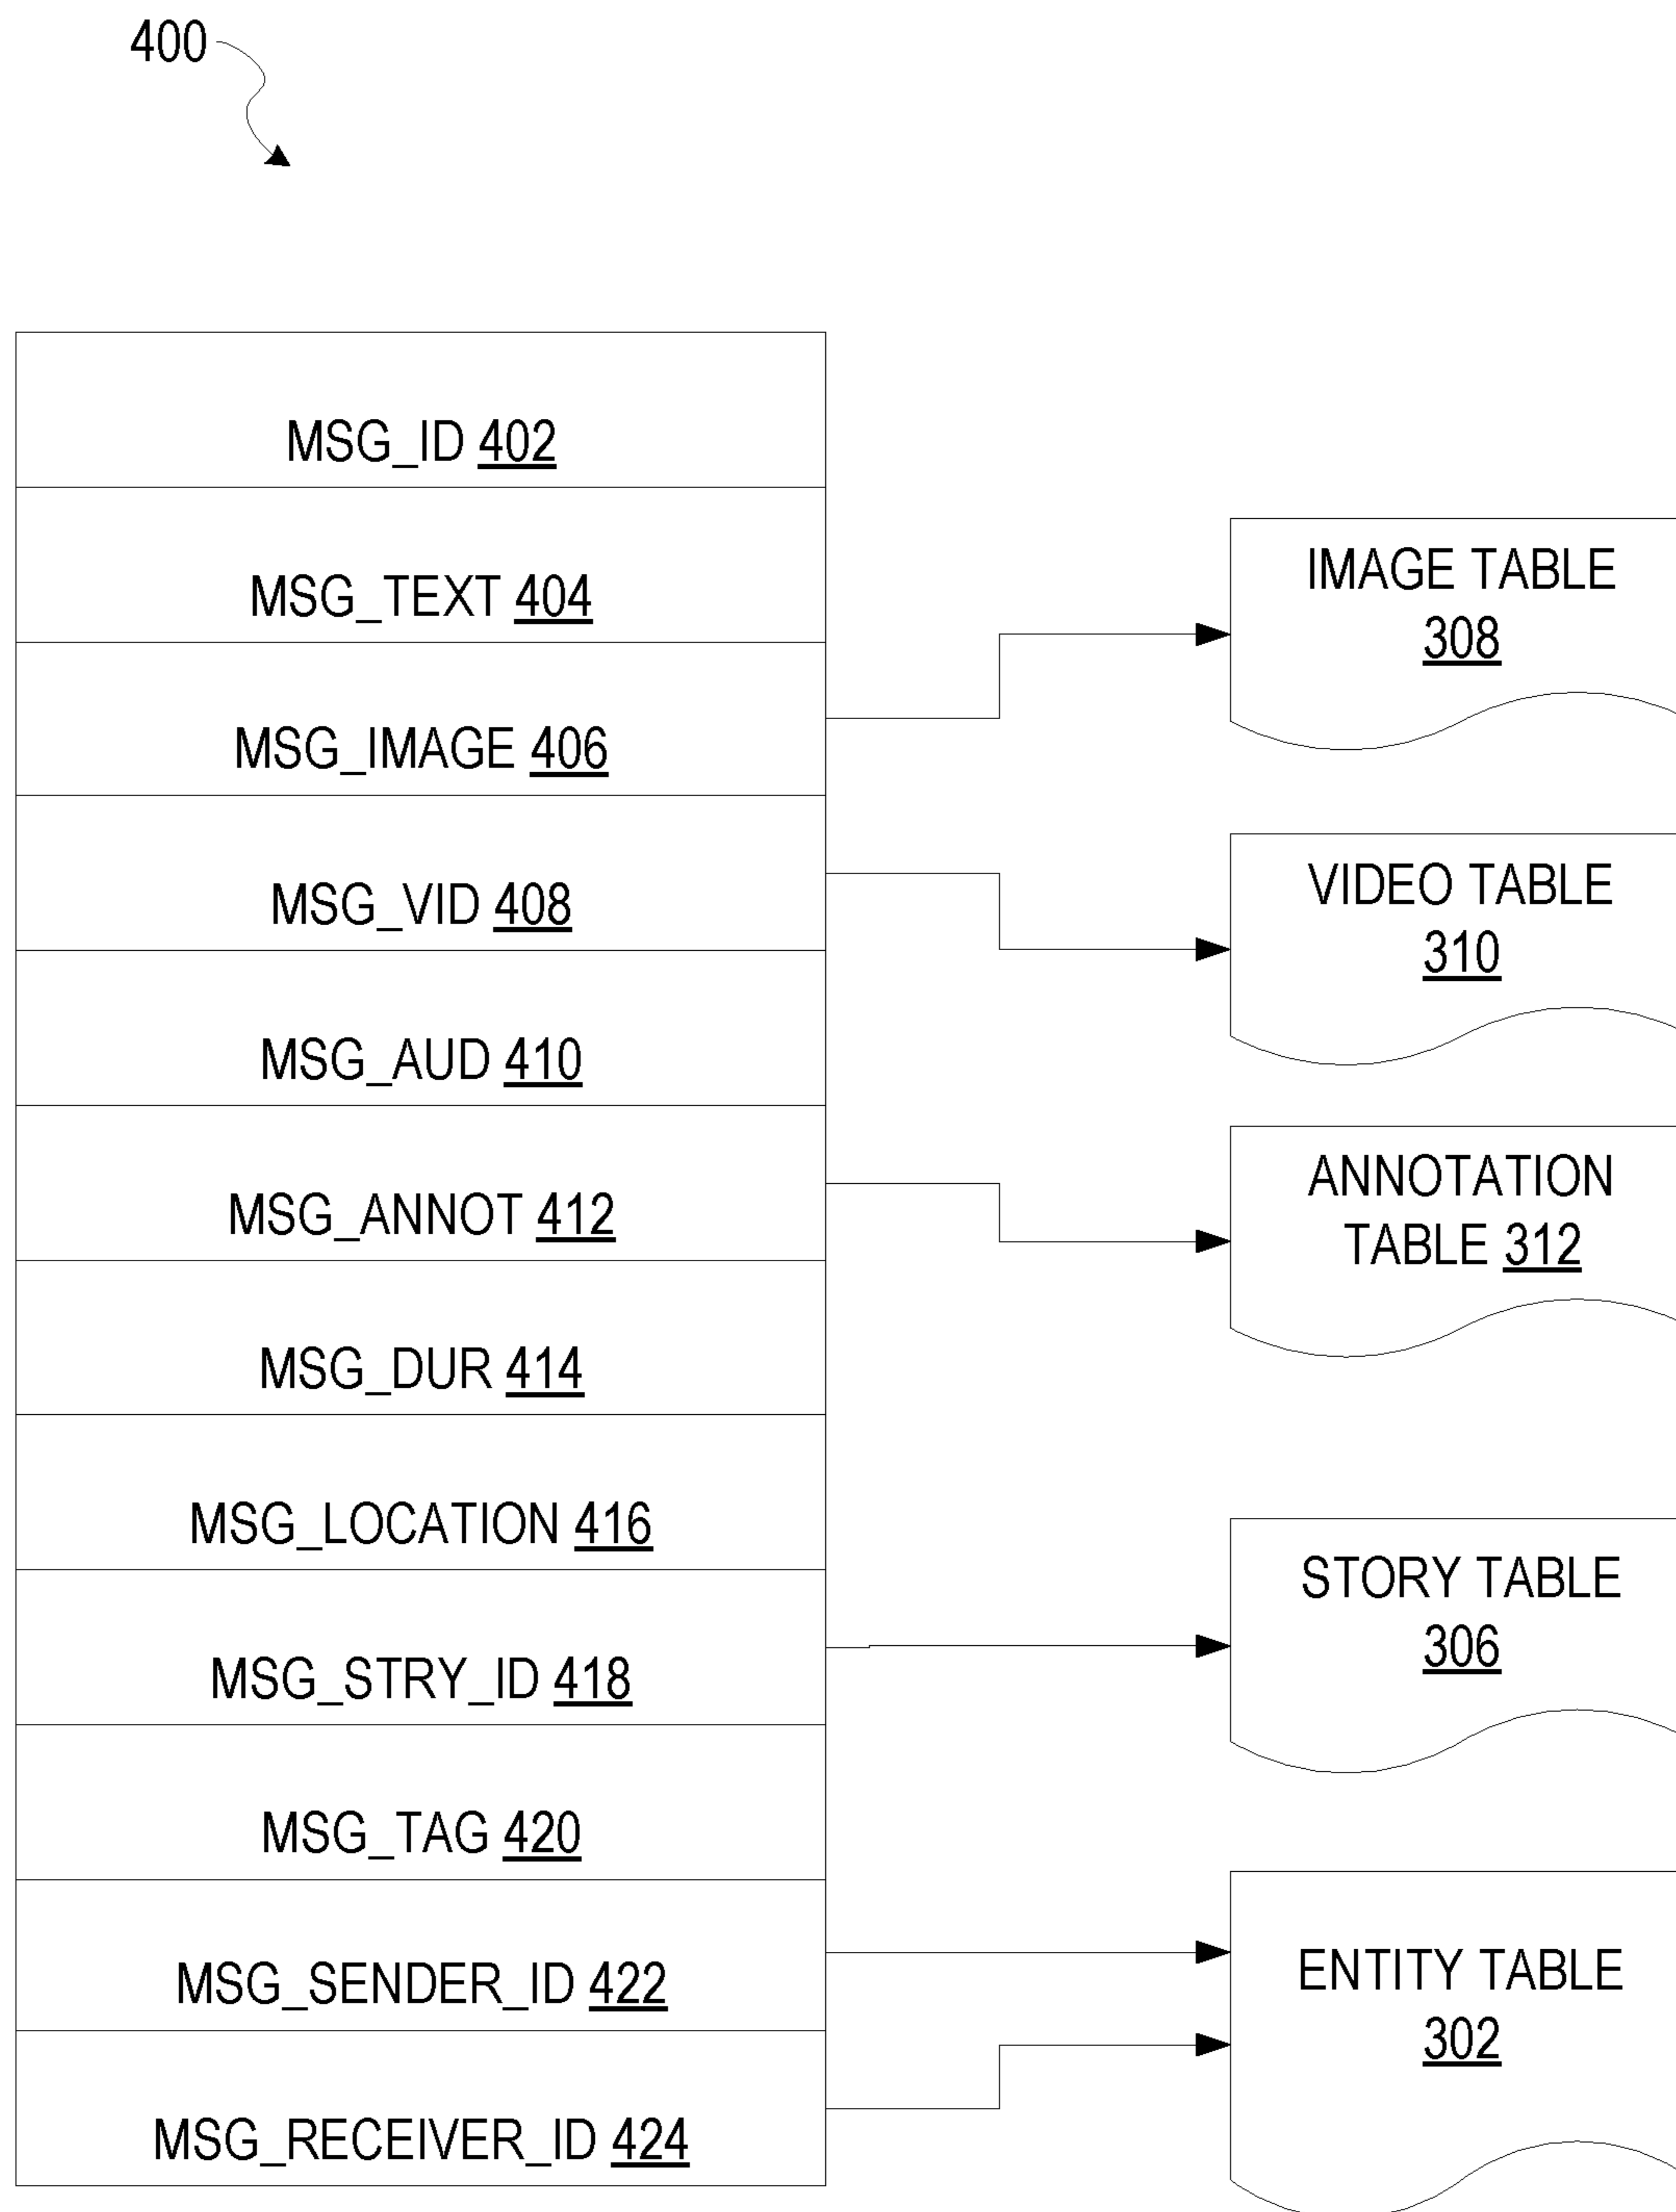 400
MSG_ID 402
MSG_TEXT 404
MSG_IMAGE 406
MSG_VID 408
MSG_AUD 410
MSG_ANNOT 412
MSG_DUR 414
MSG_LOCATION 416
MSG_STRY_ID 418
MSG_TAG 420
MSG_SENDER_ID 422
MSG_RECEIVER_ID 424
IMAGE TABLE
308
VIDEO TABLE
310
ANNOTATION
TABLE 312
STORY TABLE
306
ENTITY TABLE
302